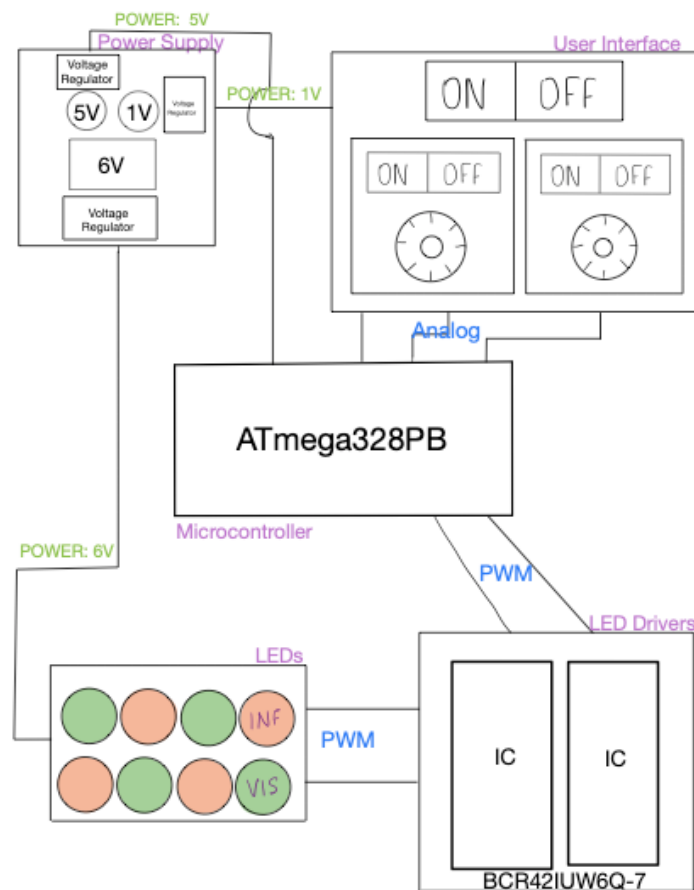 POWER: 5V
Power Supply
User Interface
Voltage
Regulator
Voltage
Regulator
5V
1V
6V
Voltage
Regulator
POWER: 1V
ON
OFF
ON
OFF
ON
OFF
Analog
ATmega328PB
Microcontroller
POWER: 6V
PWM
LED Drivers
LEDs
INF
VIS
PWM
IC
IC
BCR42IUW6Q-7